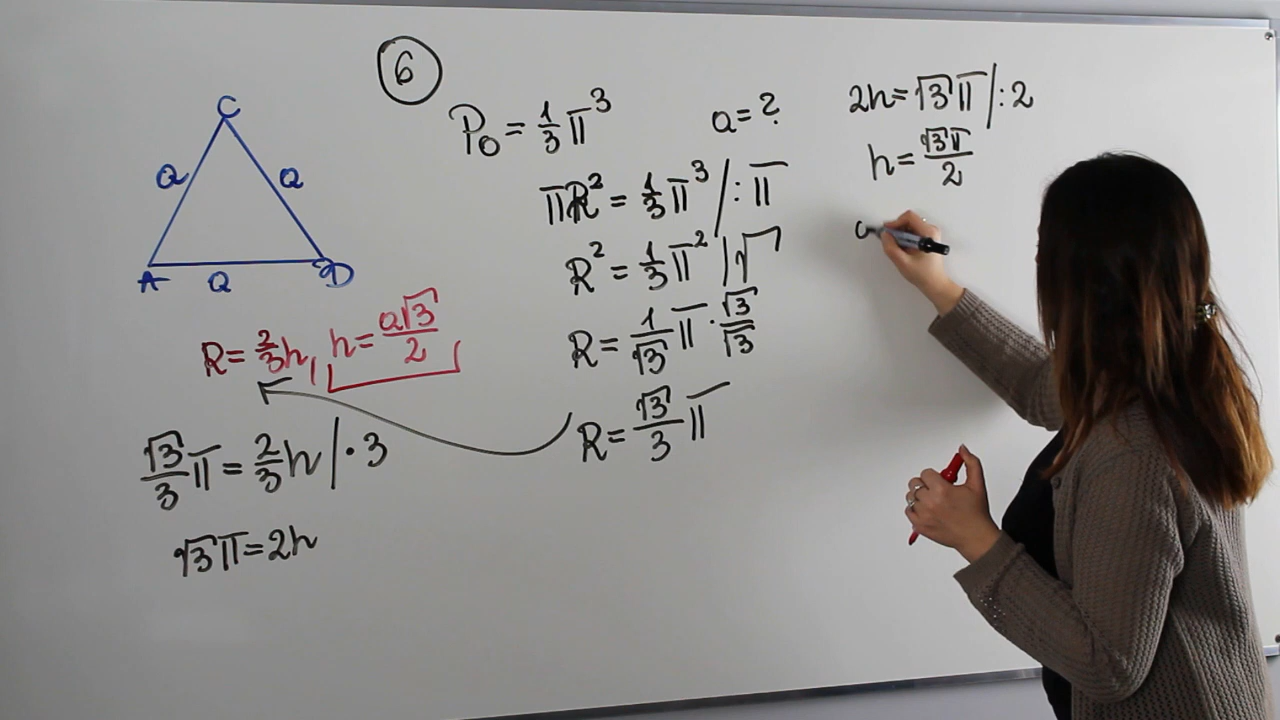 6
P₀ = 1/3 π³
a = ?
πR² = 1/3 π³ / : π
R² = 1/3 π² | √
R = 1/√3 π · √3/√3
R = √3/3 π
C
a a
A a D
R = 2/3 h, h = a√3/2
√3/3 π = 2/3 h / · 3
√3 π = 2h
2h = √3 π / : 2
h = √3π/2